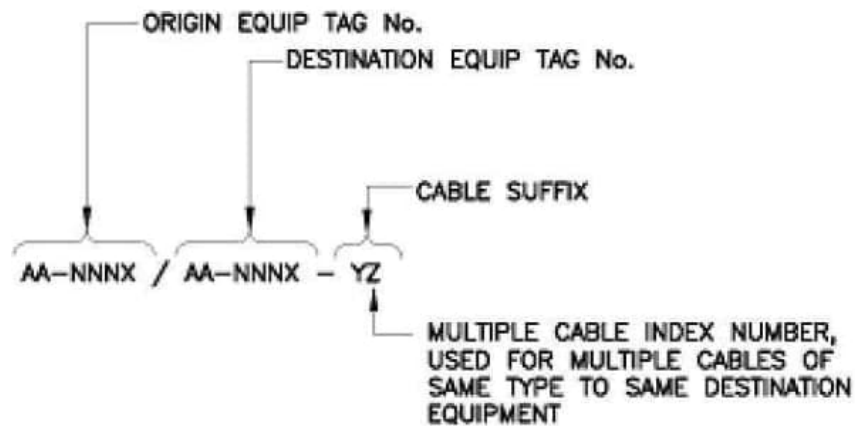 ORIGIN EQUIP TAG No.
DESTINATION EQUIP TAG No.
CABLE SUFFIX
AA-NNNX / AA-NNNX - YZ
MULTIPLE CABLE INDEX NUMBER,
USED FOR MULTIPLE CABLES OF
SAME TYPE TO SAME DESTINATION
EQUIPMENT